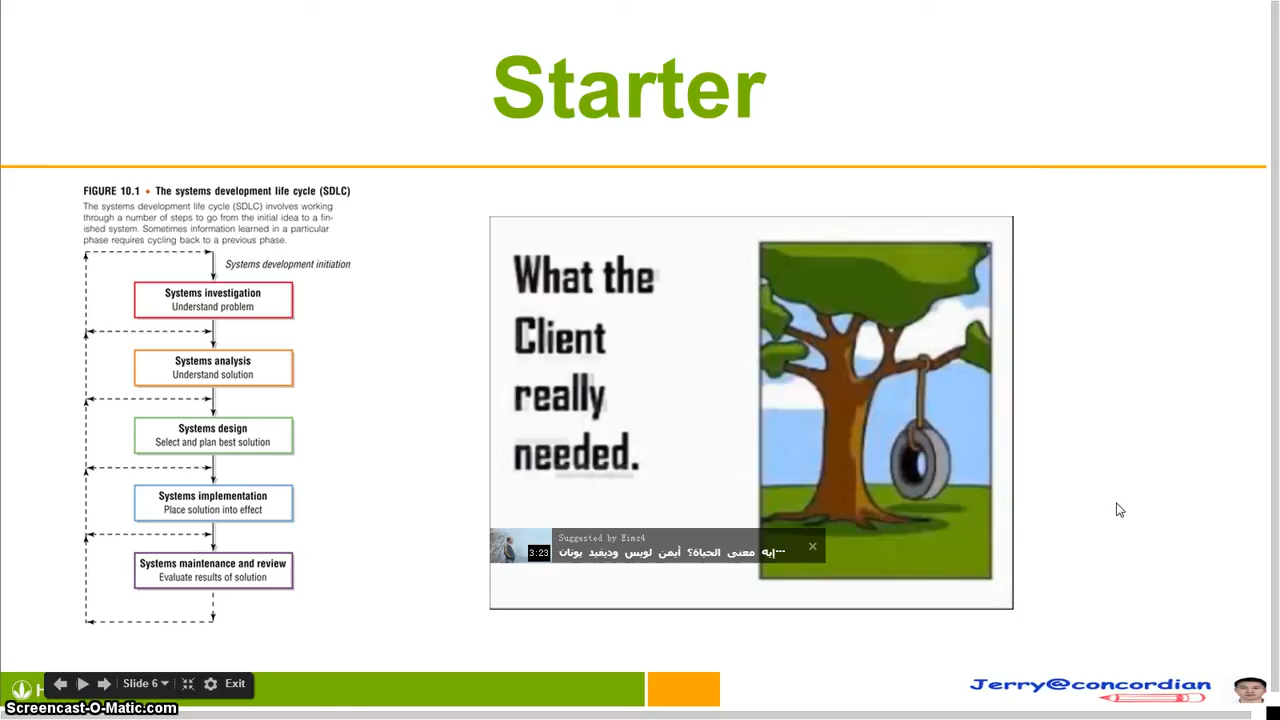 Starter
FIGURE 10.1 • The systems development life cycle (SDLC)
The systems development life cycle (SDLC) involves working
through a number of steps to go from the initial idea to a fin-
ished system. Sometimes information learned in a particular
phase requires cycling back to a previous phase.
Systems development initiation
Systems investigation
Understand problem
Systems analysis
Understand solution
Systems design
Select and plan best solution
Systems implementation
Place solution into effect
Systems maintenance and review
Evaluate results of solution
What the
Client
really
needed.
3:23
Suggested by Eimz4
إيه معنى الحياة؟ أيمن لويس وديفيد يونان...
Slide 6
Exit
Jerry@concordian
Screencast-O-Matic.com